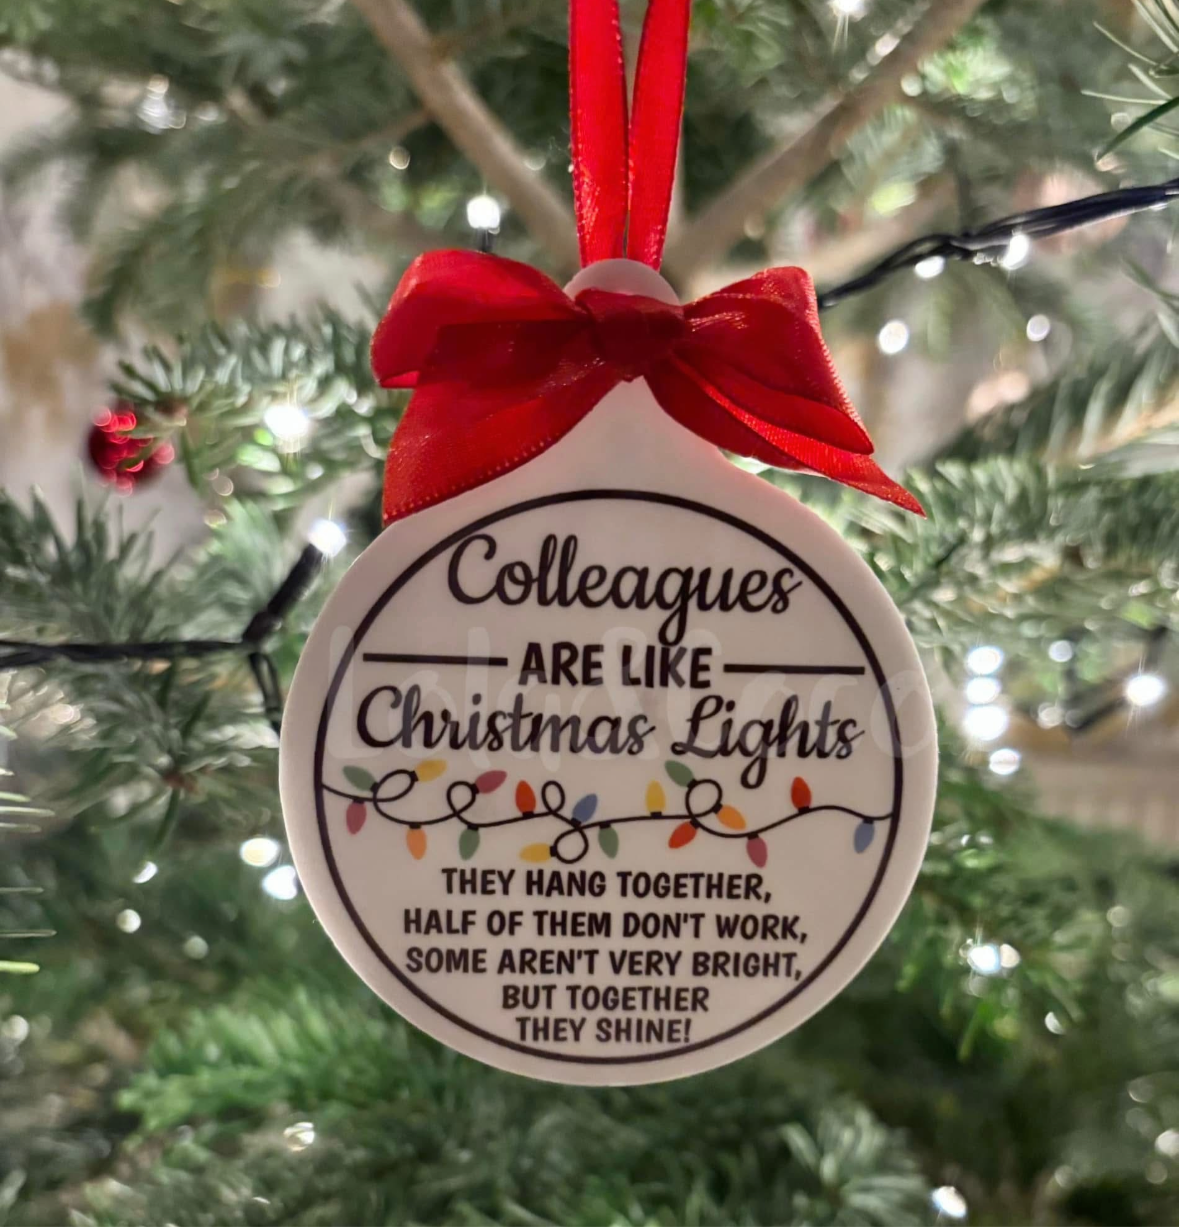 Colleagues
ARE LIKE
Christmas Lights
THEY HANG TOGETHER,
HALF OF THEM DON'T WORK,
SOME AREN'T VERY BRIGHT,
BUT TOGETHER
THEY SHINE!